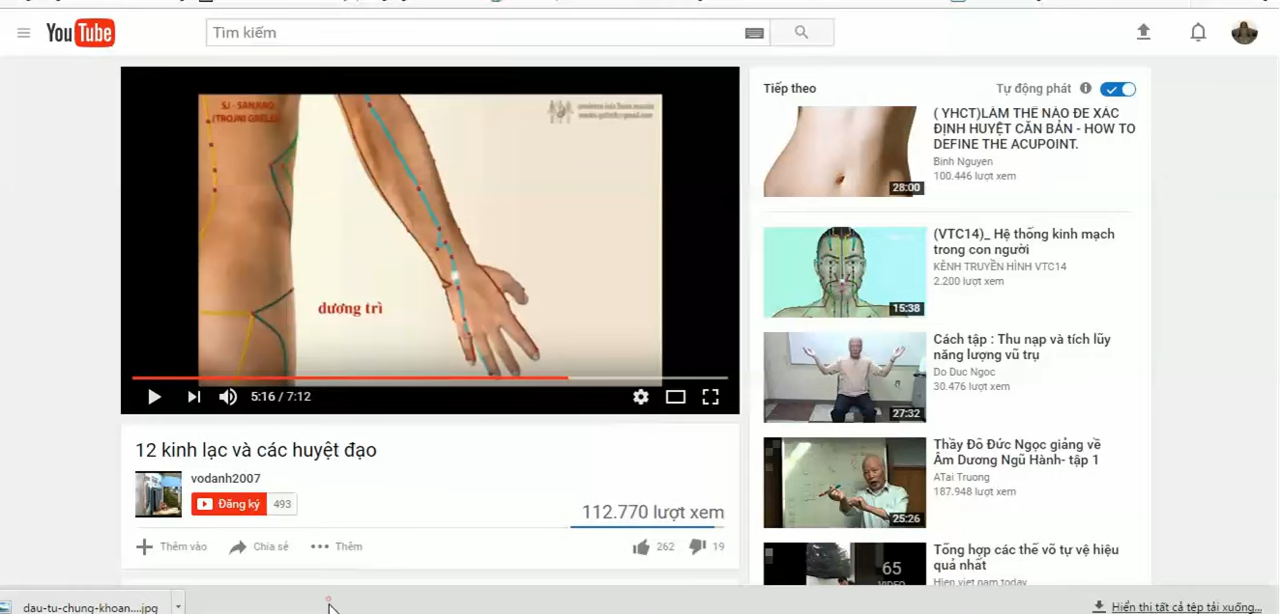 YouTube
Tìm kiếm
SJ - SANJIAO
(TROJNI GRELEC)
dương trì
5:16 / 7:12
12 kinh lạc và các huyệt đạo
vodanh2007
Đăng ký 493
112.770 lượt xem
Thêm vào Chia sẻ Thêm 262 19
Tiếp theo Tự động phát
( YHCT)LÀM THẾ NÀO ĐE XÁC
ĐỊNH HUYỆT CĂN BẢN - HOW TO
DEFINE THE ACUPOINT.
Binh Nguyen
100.446 lượt xem
28:00
(VTC14)_ Hệ thống kinh mạch
trong con người
KÊNH TRUYỀN HÌNH VTC14
2.200 lượt xem
15:38
Cách tập : Thu nạp và tích lũy
năng lượng vũ trụ
Do Duc Ngoc
30.476 lượt xem
27:32
Thầy Đỗ Đức Ngọc giảng về
Âm Dương Ngũ Hành- tập 1
ATai Truong
187.948 lượt xem
25:26
Tổng hợp các thế võ tự vệ hiệu
quả nhất
Hien viet nam today
65
VIDEO
dau-tu-chung-khoan....jpg
Hiển thị tất cả tệp tải xuống...